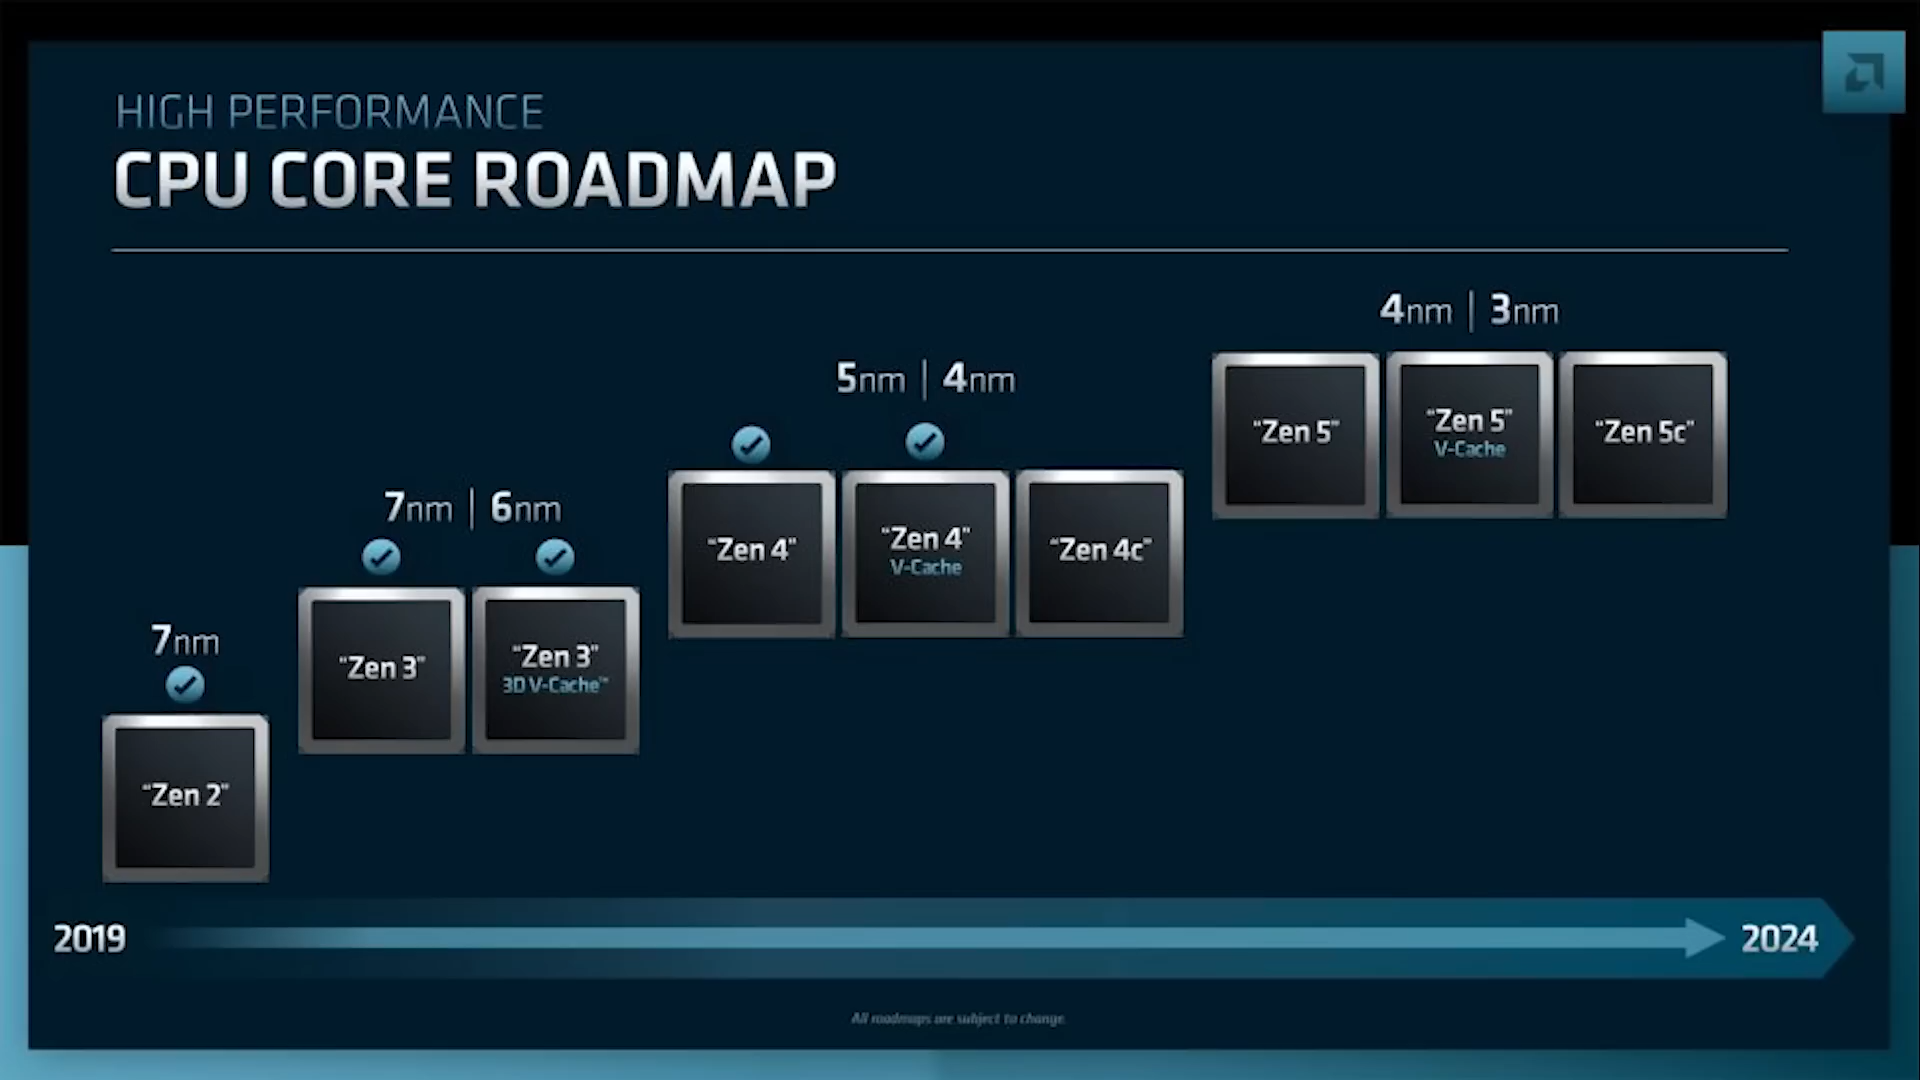 HIGH PERFORMANCE
CPU CORE ROADMAP
7nm
"Zen 2"
7nm | 6nm
"Zen 3"
"Zen 3"
3D V-Cache™
5nm | 4nm
"Zen 4"
"Zen 4"
V-Cache
"Zen 4c"
4nm | 3nm
"Zen 5"
"Zen 5"
V-Cache
"Zen 5c"
2019
2024
All roadmaps are subject to change.